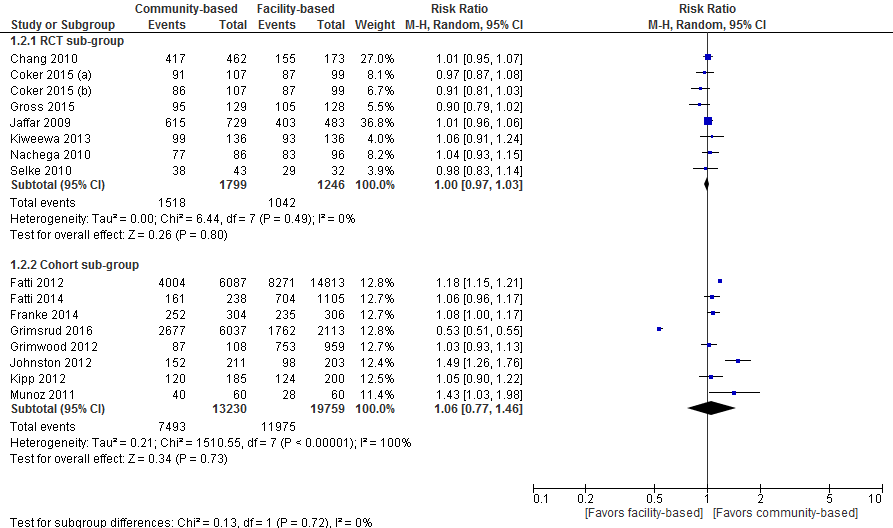 Community-based Facility-based Risk Ratio Risk Ratio
Study or Subgroup Events Total Events Total Weight M-H, Random, 95% CI M-H, Random, 95% CI
1.2.1 RCT sub-group
Chang 2010 417 462 155 173 27.0% 1.01 [0.95, 1.07]
Coker 2015 (a) 91 107 87 99 8.1% 0.97 [0.87, 1.08]
Coker 2015 (b) 86 107 87 99 6.7% 0.91 [0.81, 1.03]
Gross 2015 95 129 105 128 5.5% 0.90 [0.79, 1.02]
Jaffar 2009 615 729 403 483 36.8% 1.01 [0.96, 1.06]
Kiweewa 2013 99 136 93 136 4.0% 1.06 [0.91, 1.24]
Nachega 2010 77 86 83 96 8.2% 1.04 [0.93, 1.15]
Selke 2010 38 43 29 32 3.9% 0.98 [0.83, 1.14]
Subtotal (95% CI) 1799 1246 100.0% 1.00 [0.97, 1.03]
Total events 1518 1042
Heterogeneity: Tau² = 0.00; Chi² = 6.44, df = 7 (P = 0.49); I² = 0%
Test for overall effect: Z = 0.26 (P = 0.80)
1.2.2 Cohort sub-group
Fatti 2012 4004 6087 8271 14813 12.8% 1.18 [1.15, 1.21]
Fatti 2014 161 238 704 1105 12.7% 1.06 [0.96, 1.17]
Franke 2014 252 304 235 306 12.7% 1.08 [1.00, 1.17]
Grimsrud 2016 2677 6037 1762 2113 12.8% 0.53 [0.51, 0.55]
Grimwood 2012 87 108 753 959 12.7% 1.03 [0.93, 1.13]
Johnston 2012 152 211 98 203 12.4% 1.49 [1.26, 1.76]
Kipp 2012 120 185 124 200 12.5% 1.05 [0.90, 1.22]
Munoz 2011 40 60 28 60 11.4% 1.43 [1.03, 1.98]
Subtotal (95% CI) 13230 19759 100.0% 1.06 [0.77, 1.46]
Total events 7493 11975
Heterogeneity: Tau² = 0.21; Chi² = 1510.55, df = 7 (P < 0.00001); I² = 100%
Test for overall effect: Z = 0.34 (P = 0.73)
0.1 0.2 0.5 1 2 5 10
[Favors facility-based] [Favors community-based]
Test for subgroup differences: Chi² = 0.13, df = 1 (P = 0.72), I² = 0%